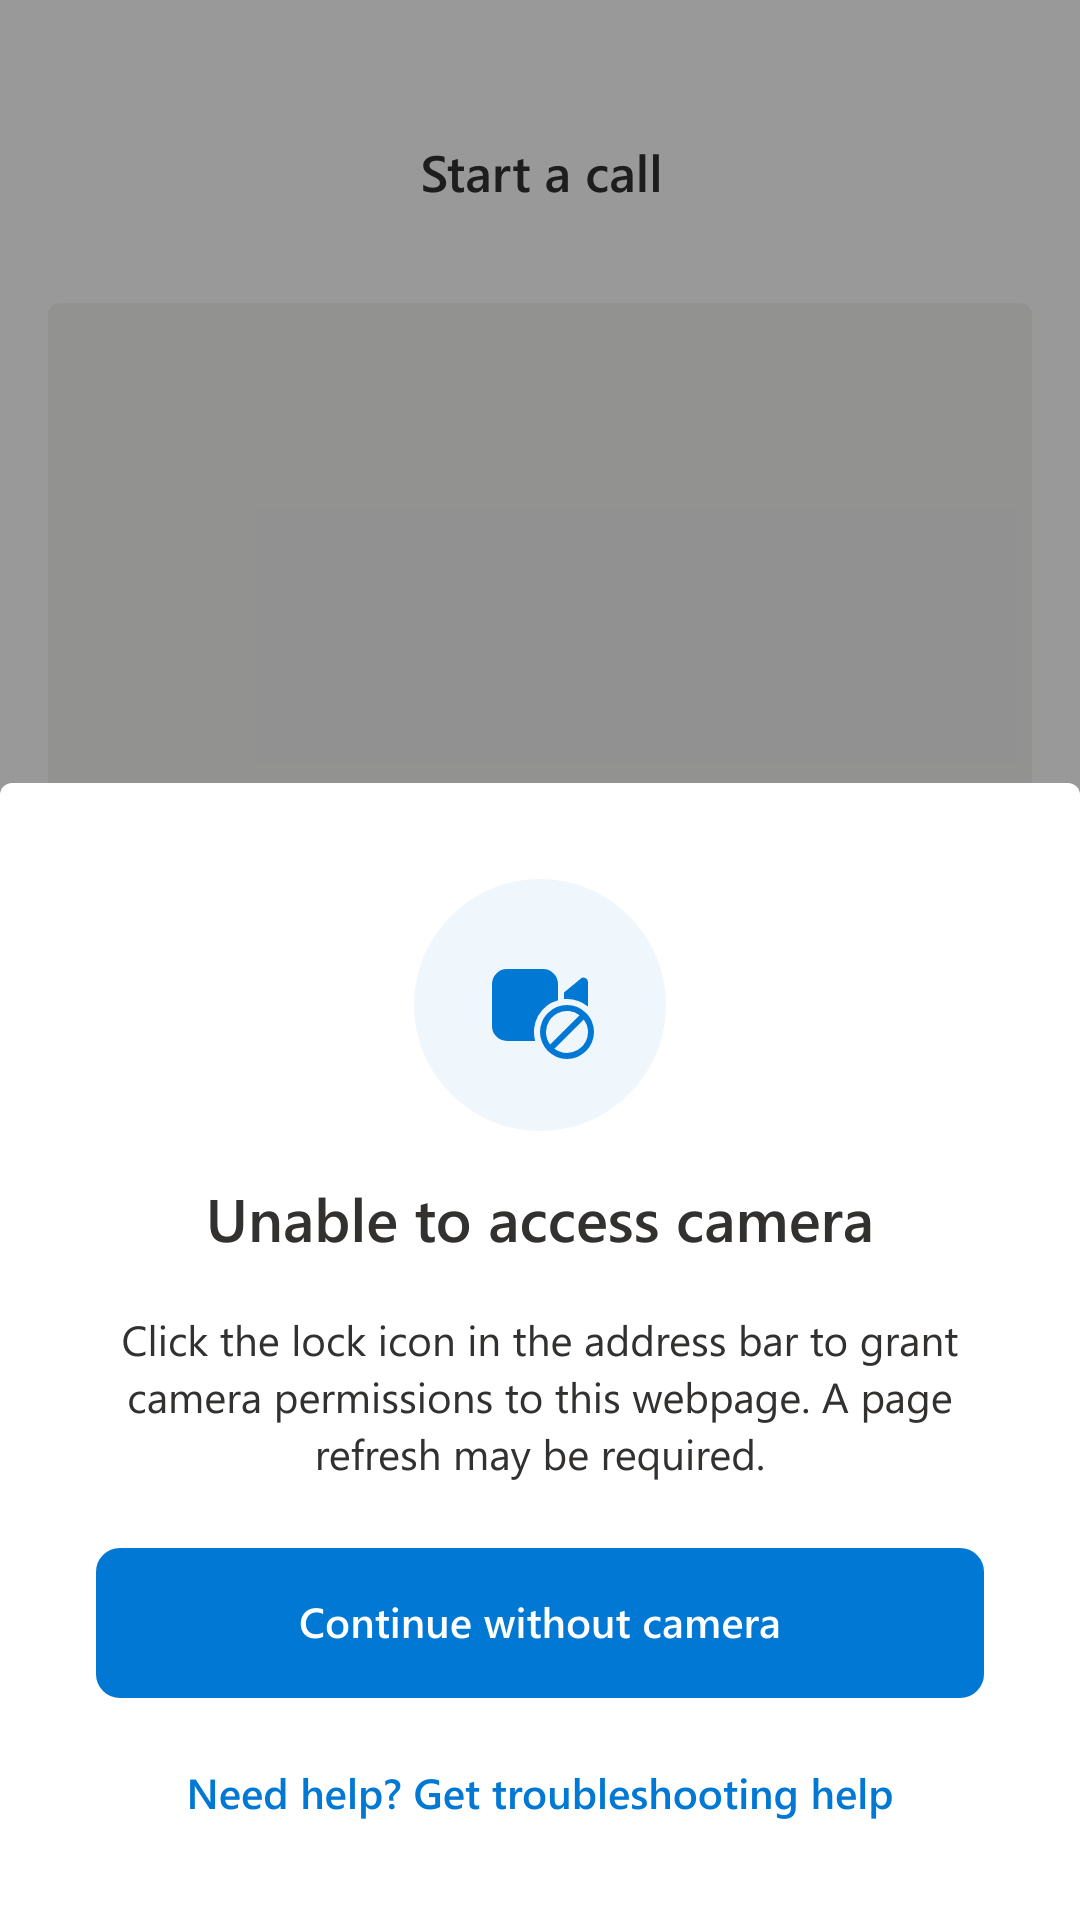 Start a call
Unable to access camera
Click the lock icon in the address bar to grant
camera permissions to this webpage. A page
refresh may be required.
Continue without camera
Need help? Get troubleshooting help